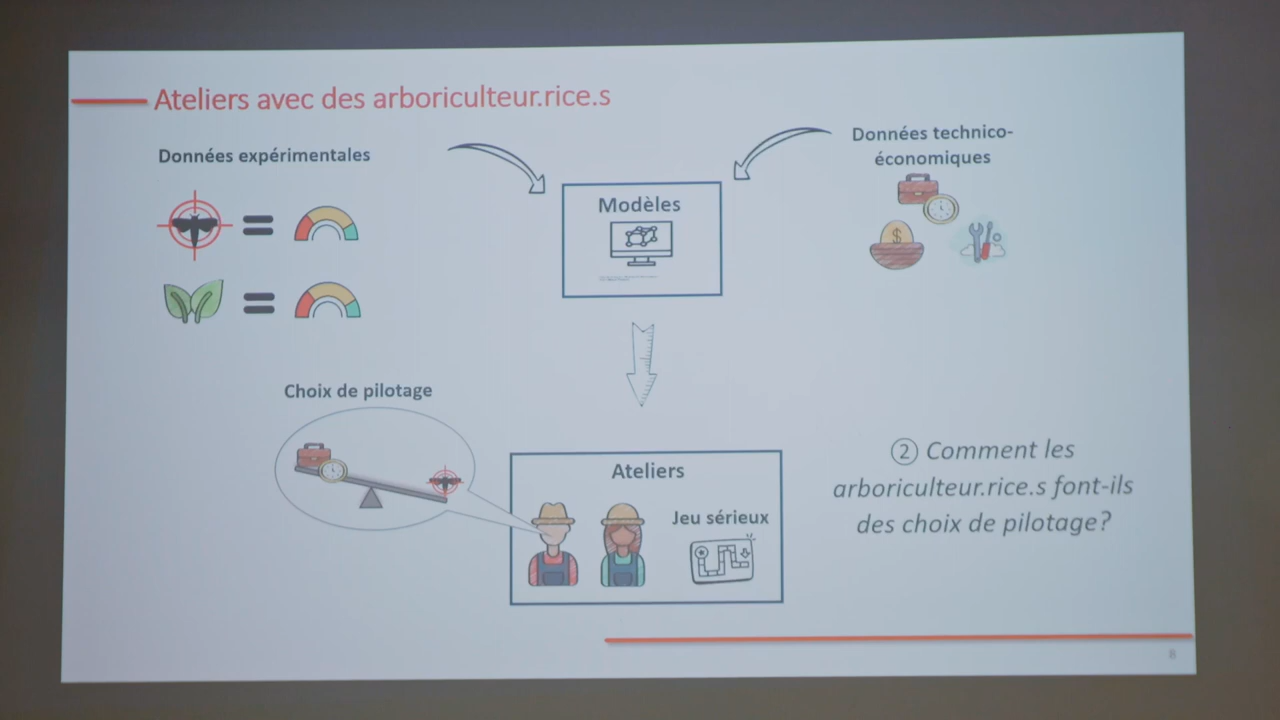 Ateliers avec des arboriculteur.rice.s
Données expérimentales
Données technico-
économiques
Modèles
Choix de pilotage
Ateliers
Jeu sérieux
② Comment les
arboriculteur.rice.s font-ils
des choix de pilotage?
8